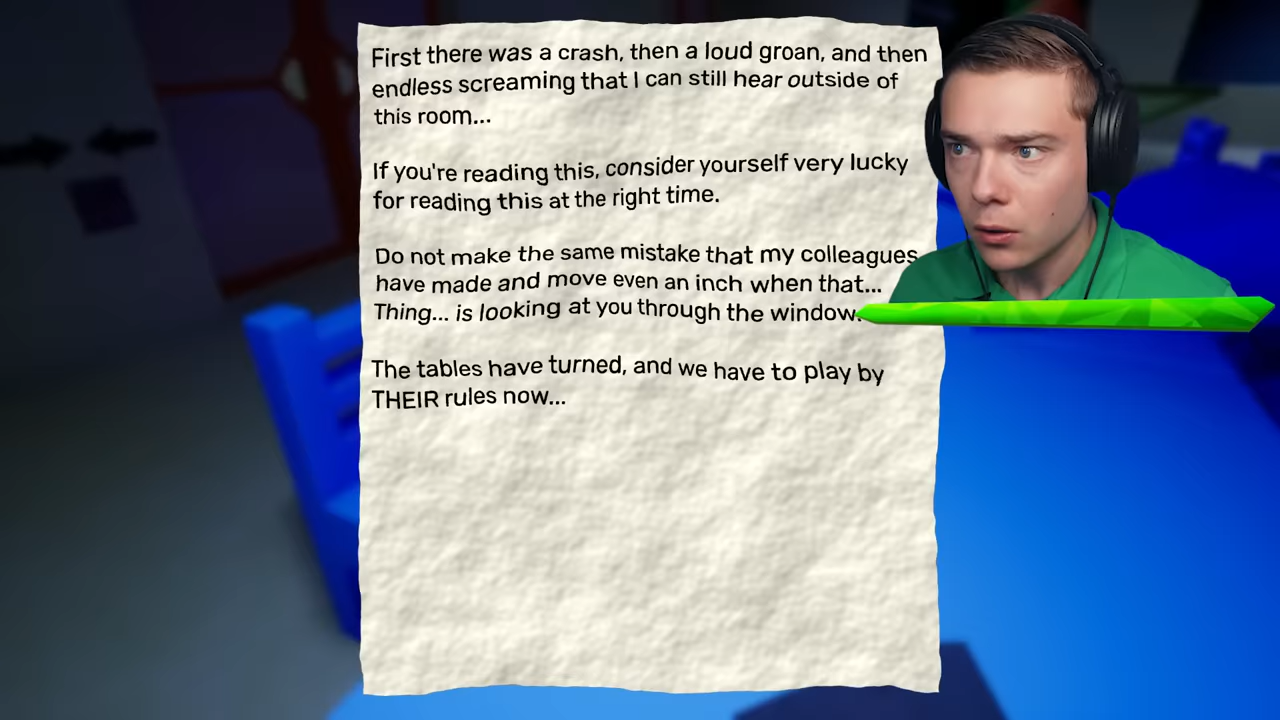 First there was a crash, then a loud groan, and then
endless screaming that I can still hear outside of
this room...
If you're reading this, consider yourself very lucky
for reading this at the right time.
Do not make the same mistake that my colleagues
have made and move even an inch when that...
Thing... is looking at you through the window.
The tables have turned, and we have to play by
THEIR rules now...